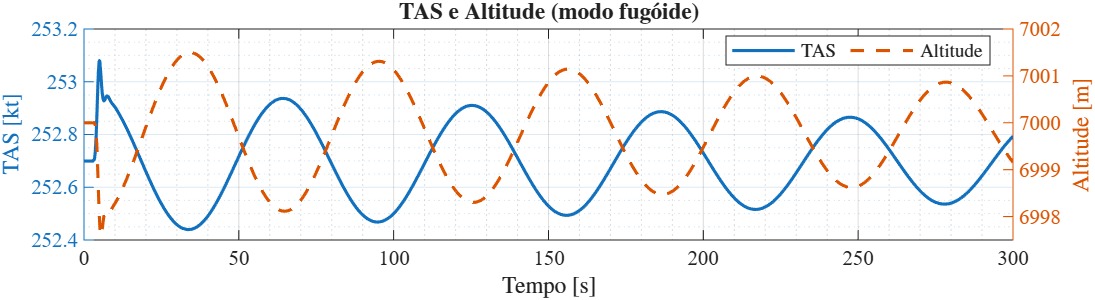 TAS e Altitude (modo fugóide)
253.2
253
252.8
252.6
252.4
TAS [kt]
TAS
Altitude
7002
7001
7000
6999
6998
Altitude [m]
0
50
100
150
200
250
300
Tempo [s]